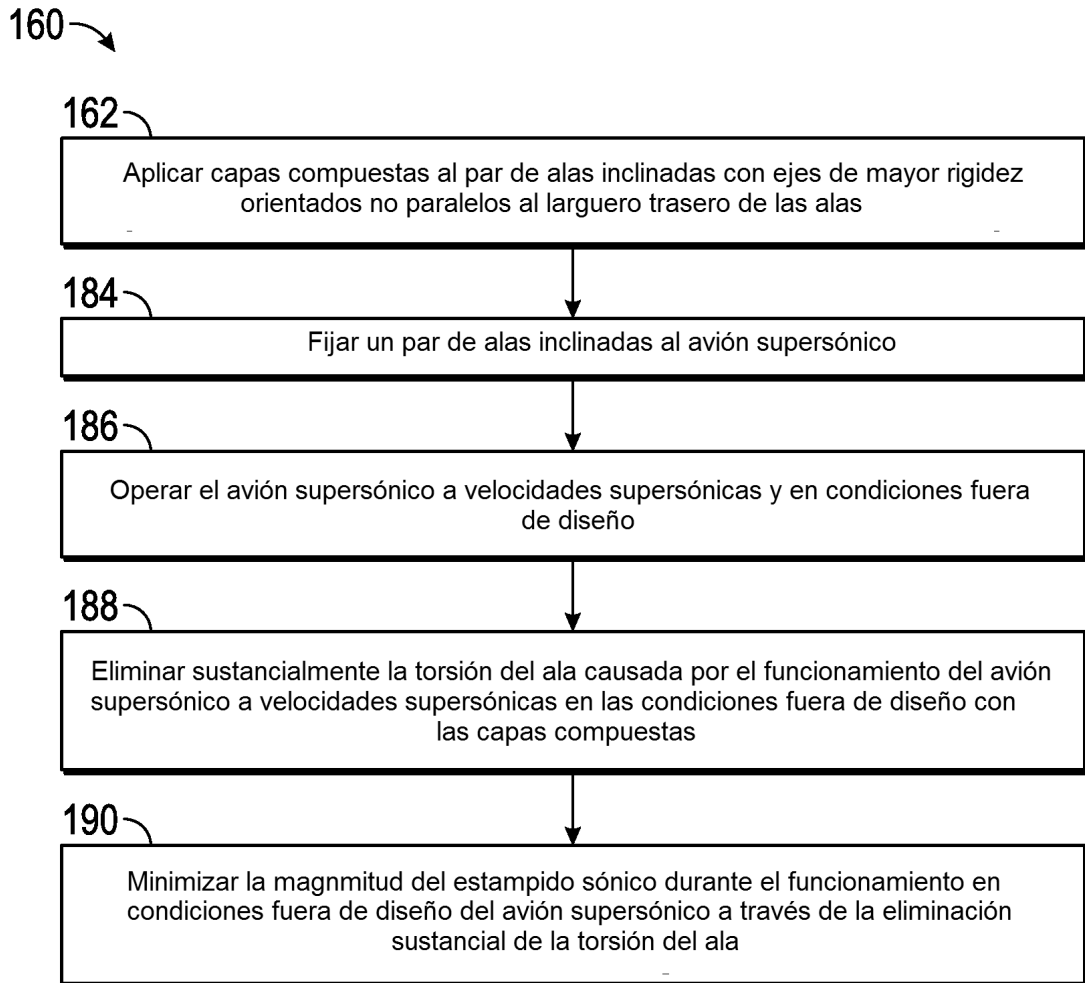 160
162
Aplicar capas compuestas al par de alas inclinadas con ejes de mayor rigidez
orientados no paralelos al larguero trasero de las alas
184
Fijar un par de alas inclinadas al avión supersónico
186
Operar el avión supersónico a velocidades supersónicas y en condiciones fuera
de diseño
188
Eliminar sustancialmente la torsión del ala causada por el funcionamiento del avión
supersónico a velocidades supersónicas en las condiciones fuera de diseño con
las capas compuestas
190
Minimizar la magnmitud del estampido sónico durante el funcionamiento en
condiciones fuera de diseño del avión supersónico a través de la eliminación
sustancial de la torsión del ala